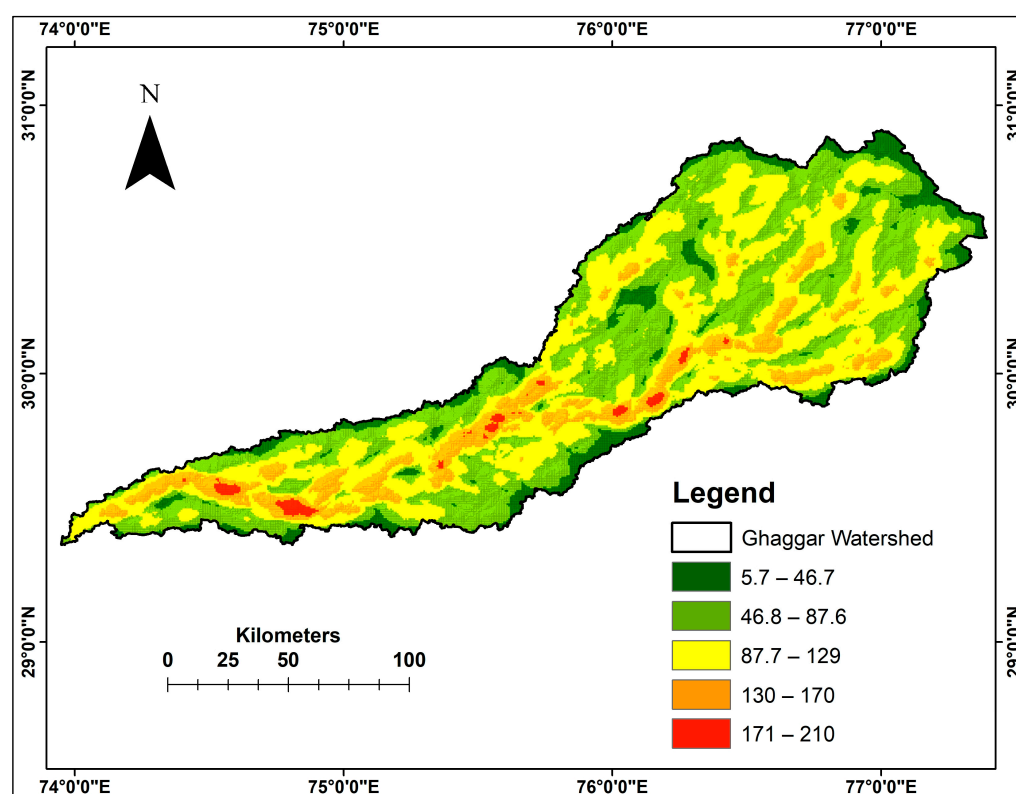 74°0'0"E 75°0'0"E 76°0'0"E 77°0'0"E
N
31°0'0"N 31°0'0"N
30°0'0"N 30°0'0"N
Legend
Ghaggar Watershed
5.7 – 46.7
46.8 – 87.6
87.7 – 129
130 – 170
171 – 210
Kilometers
0 25 50 100
29°0'0"N 29°0'0"N
74°0'0"E 75°0'0"E 76°0'0"E 77°0'0"E